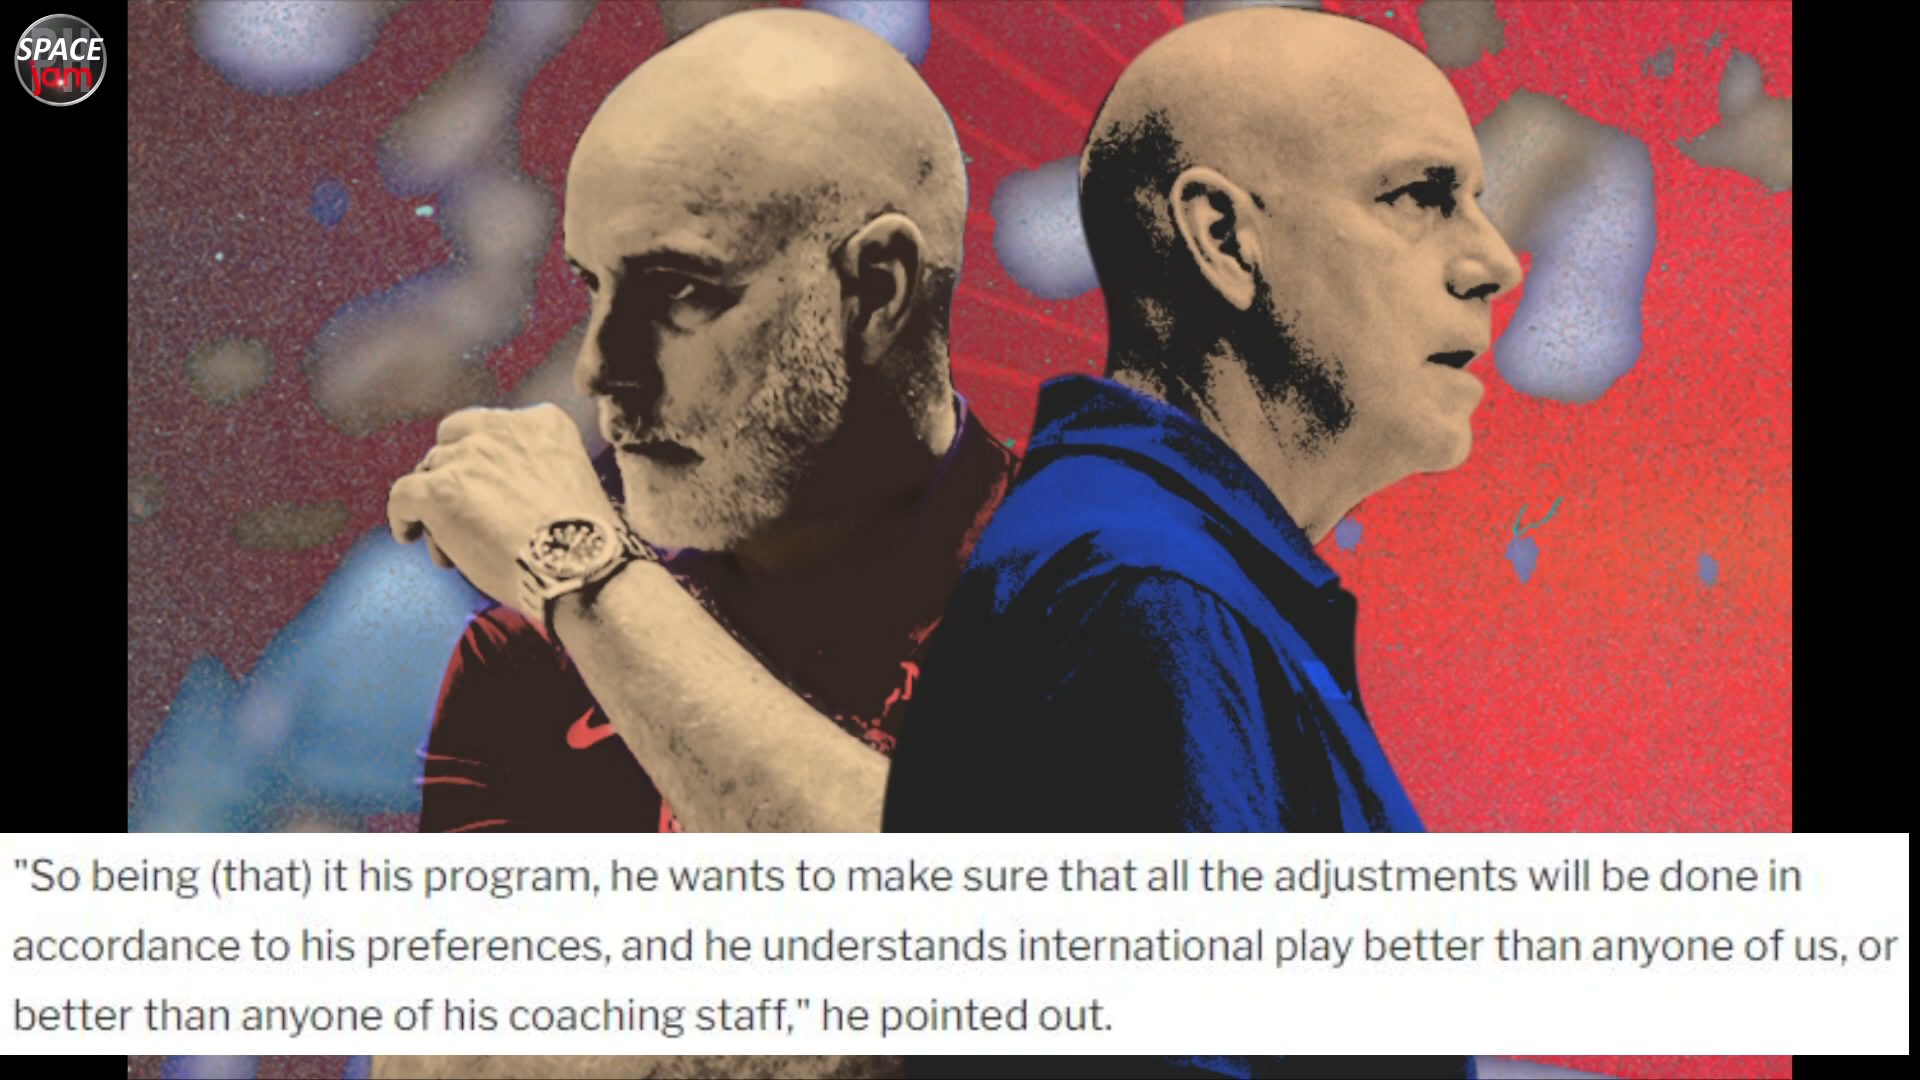 SPACE
jam
"So being (that) it his program, he wants to make sure that all the adjustments will be done in
accordance to his preferences, and he understands international play better than anyone of us, or
better than anyone of his coaching staff," he pointed out.